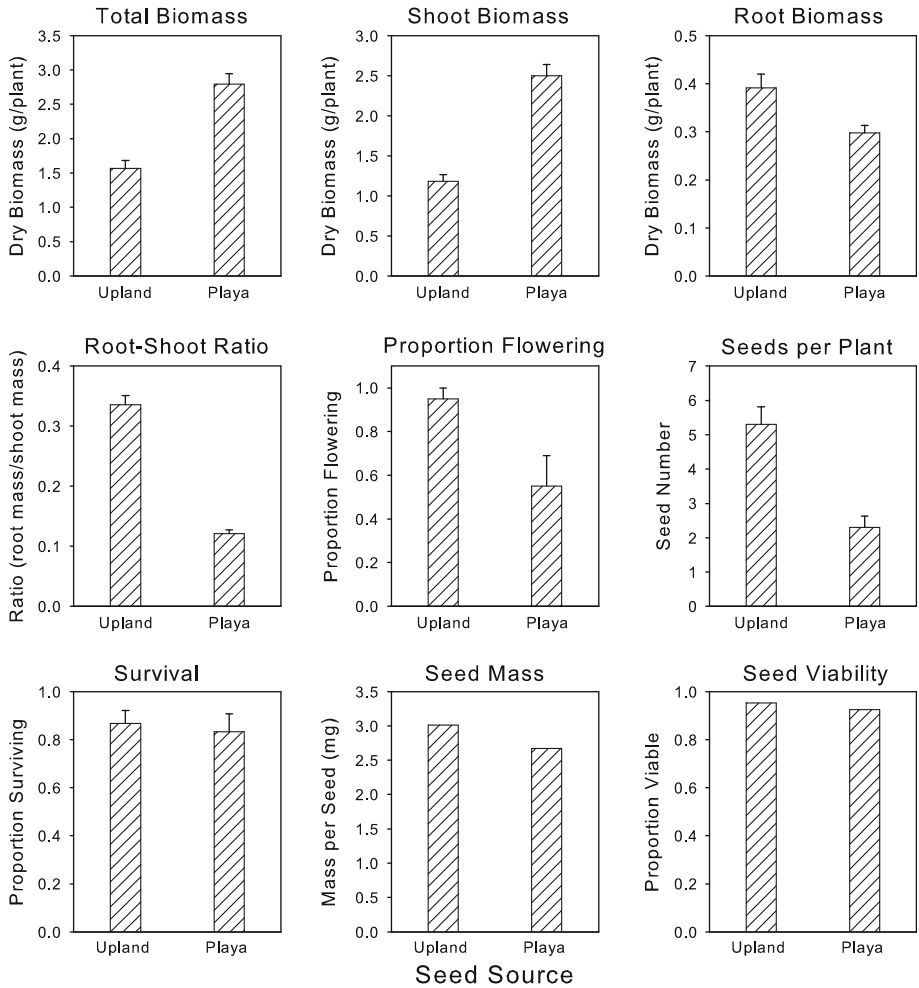 Total Biomass
Dry Biomass (g/plant)
3.5
3.0
2.5
2.0
1.5
1.0
0.5
0.0
Upland Playa
Shoot Biomass
Dry Biomass (g/plant)
3.0
2.5
2.0
1.5
1.0
0.5
0.0
Upland Playa
Root Biomass
Dry Biomass (g/plant)
0.5
0.4
0.3
0.2
0.1
0.0
Upland Playa
Root-Shoot Ratio
Ratio (root mass/shoot mass)
0.4
0.3
0.2
0.1
0.0
Upland Playa
Proportion Flowering
Proportion Flowering
1.0
0.8
0.6
0.4
0.2
0.0
Upland Playa
Seeds per Plant
Seed Number
7
6
5
4
3
2
1
0
Upland Playa
Survival
Proportion Surviving
1.0
0.8
0.6
0.4
0.2
0.0
Upland Playa
Seed Mass
Mass per Seed (mg)
3.5
3.0
2.5
2.0
1.5
1.0
0.5
0.0
Upland Playa
Seed Viability
Proportion Viable
1.0
0.8
0.6
0.4
0.2
0.0
Upland Playa
Seed Source